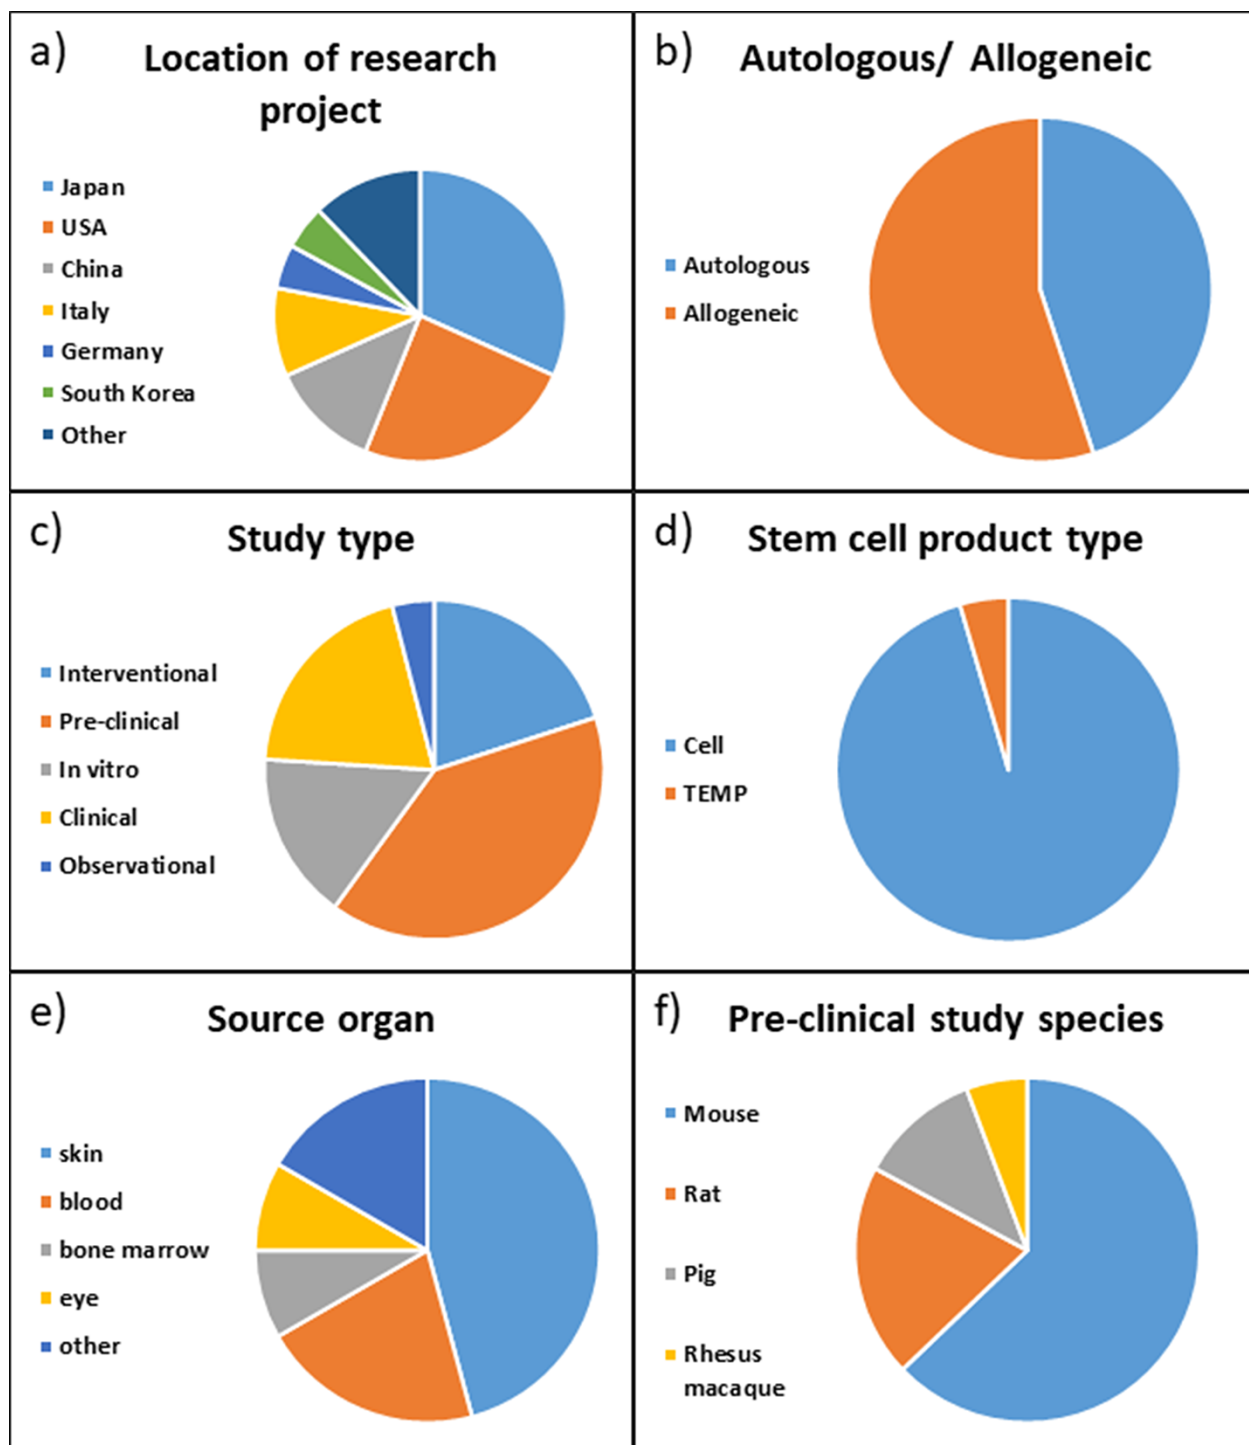 a)
Location of research
project
Japan
USA
China
Italy
Germany
South Korea
Other
b)
Autologous/ Allogeneic
Autologous
Allogeneic
c)
Study type
Interventional
Pre-clinical
In vitro
Clinical
Observational
d)
Stem cell product type
Cell
TEMP
e)
Source organ
skin
blood
bone marrow
eye
other
f)
Pre-clinical study species
Mouse
Rat
Pig
Rhesus
macaque